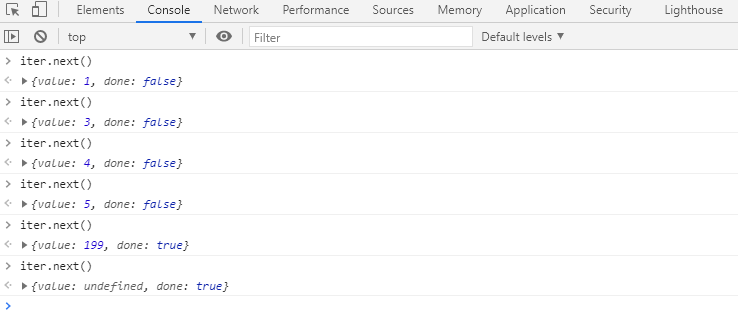 Elements Console Network Performance Sources Memory Application Security Lighthouse
top Filter Default levels
iter.next()
{value: 1, done: false}
iter.next()
{value: 3, done: false}
iter.next()
{value: 4, done: false}
iter.next()
{value: 5, done: false}
iter.next()
{value: 199, done: true}
iter.next()
{value: undefined, done: true}